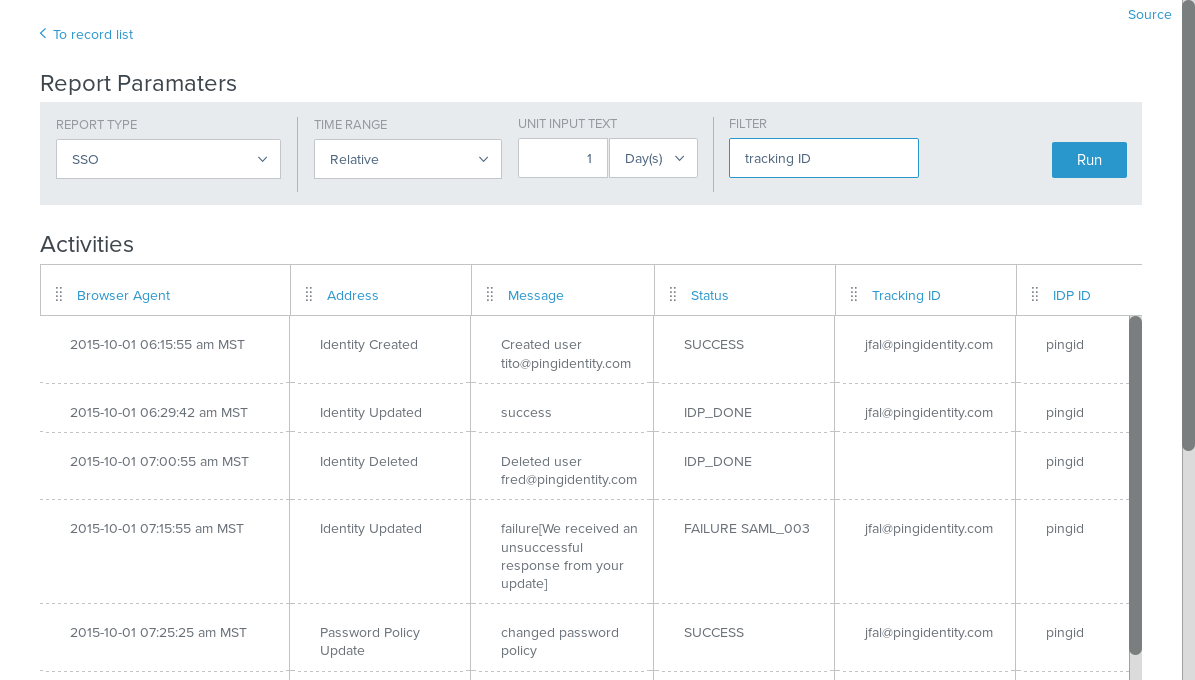 Source
To record list
Report Paramaters
REPORT TYPE
TIME RANGE
UNIT INPUT TEXT
FILTER
SSO
Relative
1
Day(s)
tracking ID
Run
Activities
Browser Agent
Address
Message
Status
Tracking ID
IDP ID
2015-10-01 06:15:55 am MST
Identity Created
Created user
tito@pingidentity.com
SUCCESS
jfal@pingidentity.com
pingid
2015-10-01 06:29:42 am MST
Identity Updated
success
IDP_DONE
jfal@pingidentity.com
pingid
2015-10-01 07:00:55 am MST
Identity Deleted
Deleted user
fred@pingidentity.com
IDP_DONE
pingid
2015-10-01 07:15:55 am MST
Identity Updated
failure[We received an
unsuccessful
response from your
update]
FAILURE SAML_003
jfal@pingidentity.com
pingid
2015-10-01 07:25:25 am MST
Password Policy
Update
changed password
policy
SUCCESS
jfal@pingidentity.com
pingid